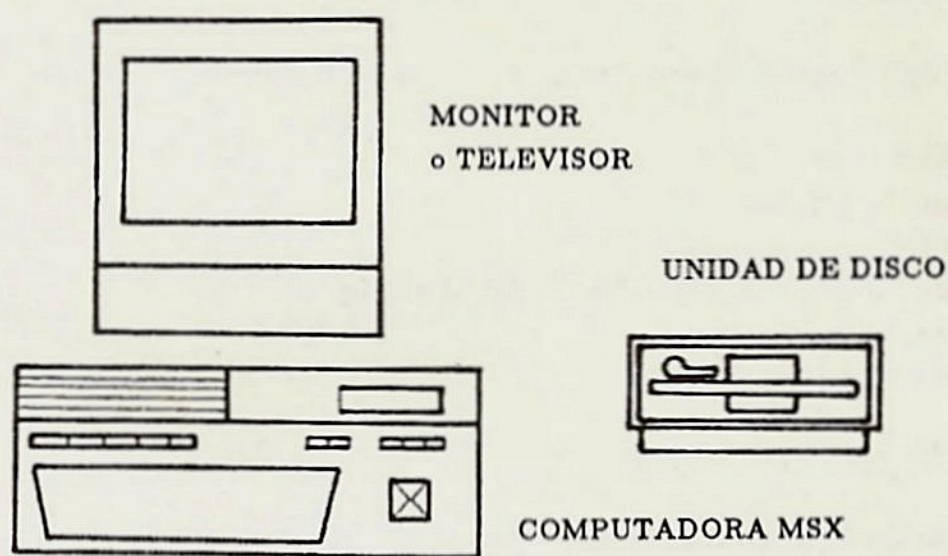 MONITOR
o TELEVISOR
UNIDAD DE DISCO
COMPUTADORA MSX